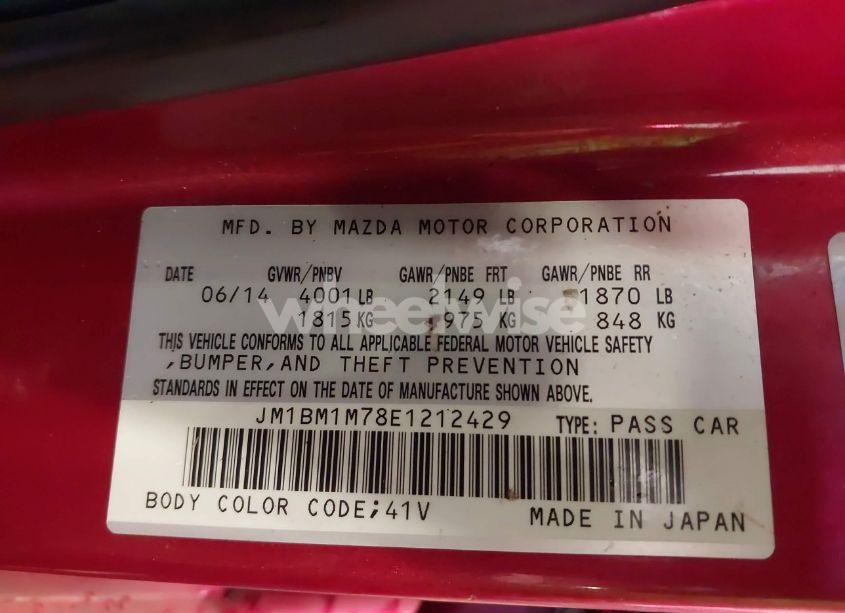 MFD. BY MAZDA MOTOR CORPORATION
DATE GVWR/PNBV GAWR/PNBE FRT GAWR/PNBE RR
06/14 4001 LB 2149 LB 1870 LB
1815 KG 975 KG 848 KG
wheelwise
THIS VEHICLE CONFORMS TO ALL APPLICABLE FEDERAL MOTOR VEHICLE SAFETY
,BUMPER,AND THEFT PREVENTION
STANDARDS IN EFFECT ON THE DATE OF MANUFACTURE SHOWN ABOVE.
JM1BM1M78E1212429 TYPE: PASS CAR
BODY COLOR CODE;41V MADE IN JAPAN